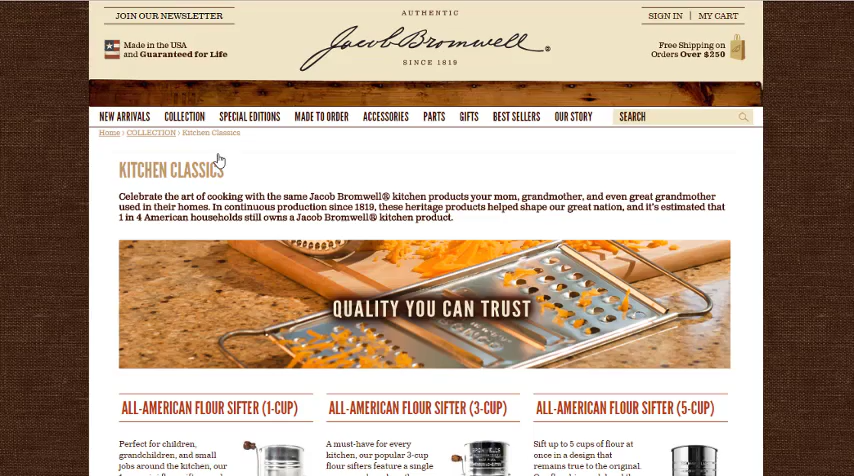 JOIN OUR NEWSLETTER
AUTHENTIC
Jacob Bromwell®
SINCE 1819
SIGN IN | MY CART
Made in the USA
and Guaranteed for Life
Free Shipping on
Orders Over $250
NEW ARRIVALS COLLECTION SPECIAL EDITIONS MADE TO ORDER ACCESSORIES PARTS GIFTS BEST SELLERS OUR STORY SEARCH
Home > COLLECTION > Kitchen Classics
KITCHEN CLASSICS
Celebrate the art of cooking with the same Jacob Bromwell® kitchen products your mom, grandmother, and even great grandmother
used in their homes. In continuous production since 1819, these heritage products helped shape our great nation, and it's estimated that
1 in 4 American households still owns a Jacob Bromwell® kitchen product.
QUALITY YOU CAN TRUST
ALL-AMERICAN FLOUR SIFTER (1-CUP)
Perfect for children,
grandchildren, and small
jobs around the kitchen, our
ALL-AMERICAN FLOUR SIFTER (3-CUP)
A must-have for every
kitchen, our popular 3-cup
flour sifters feature a single
ALL-AMERICAN FLOUR SIFTER (5-CUP)
Sift up to 5 cups of flour at
once in a design that
remains true to the original.